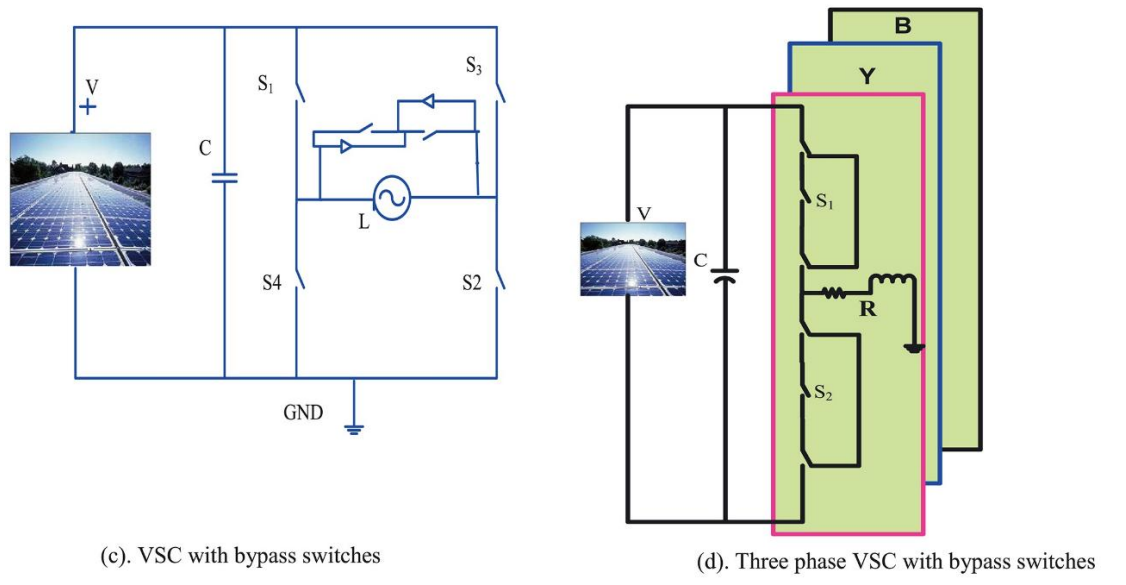 V
+
C
S1
S3
L
S4
S2
GND
(c). VSC with bypass switches
B
Y
V
C
S1
R
S2
(d). Three phase VSC with bypass switches